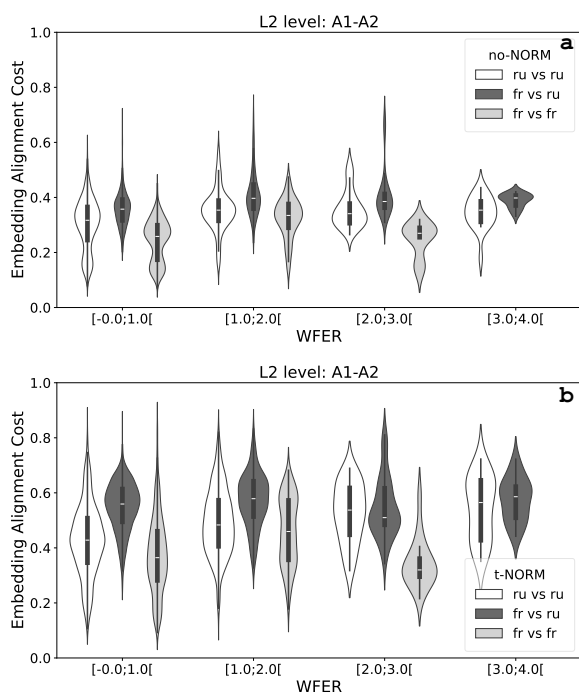 L2 level: A1-A2
a
no-NORM
ru vs ru
fr vs ru
fr vs fr
Embedding Alignment Cost
1.0
0.8
0.6
0.4
0.2
0.0
[-0.0;1.0[
[1.0;2.0[
[2.0;3.0[
[3.0;4.0[
WFER
L2 level: A1-A2
b
Embedding Alignment Cost
1.0
0.8
0.6
0.4
0.2
0.0
t-NORM
ru vs ru
fr vs ru
fr vs fr
[-0.0;1.0[
[1.0;2.0[
[2.0;3.0[
[3.0;4.0[
WFER